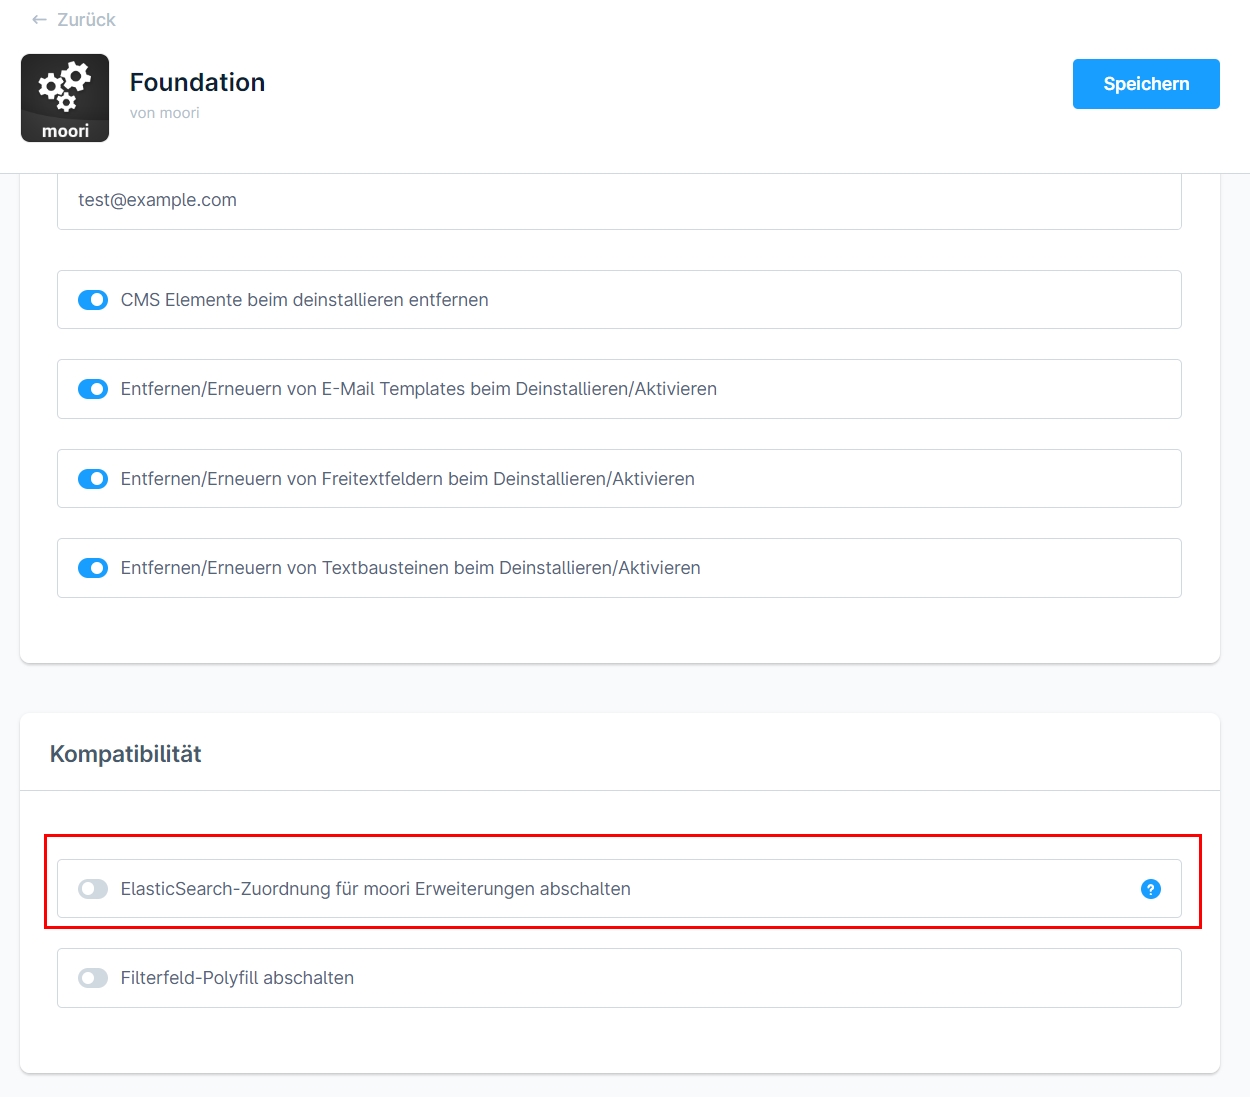 ← Zurück
moori
Foundation
von moori
Speichern
test@example.com
CMS Elemente beim deinstallieren entfernen
Entfernen/Erneuern von E-Mail Templates beim Deinstallieren/Aktivieren
Entfernen/Erneuern von Freitextfeldern beim Deinstallieren/Aktivieren
Entfernen/Erneuern von Textbausteinen beim Deinstallieren/Aktivieren
Kompatibilität
ElasticSearch-Zuordnung für moori Erweiterungen abschalten ?
Filterfeld-Polyfill abschalten